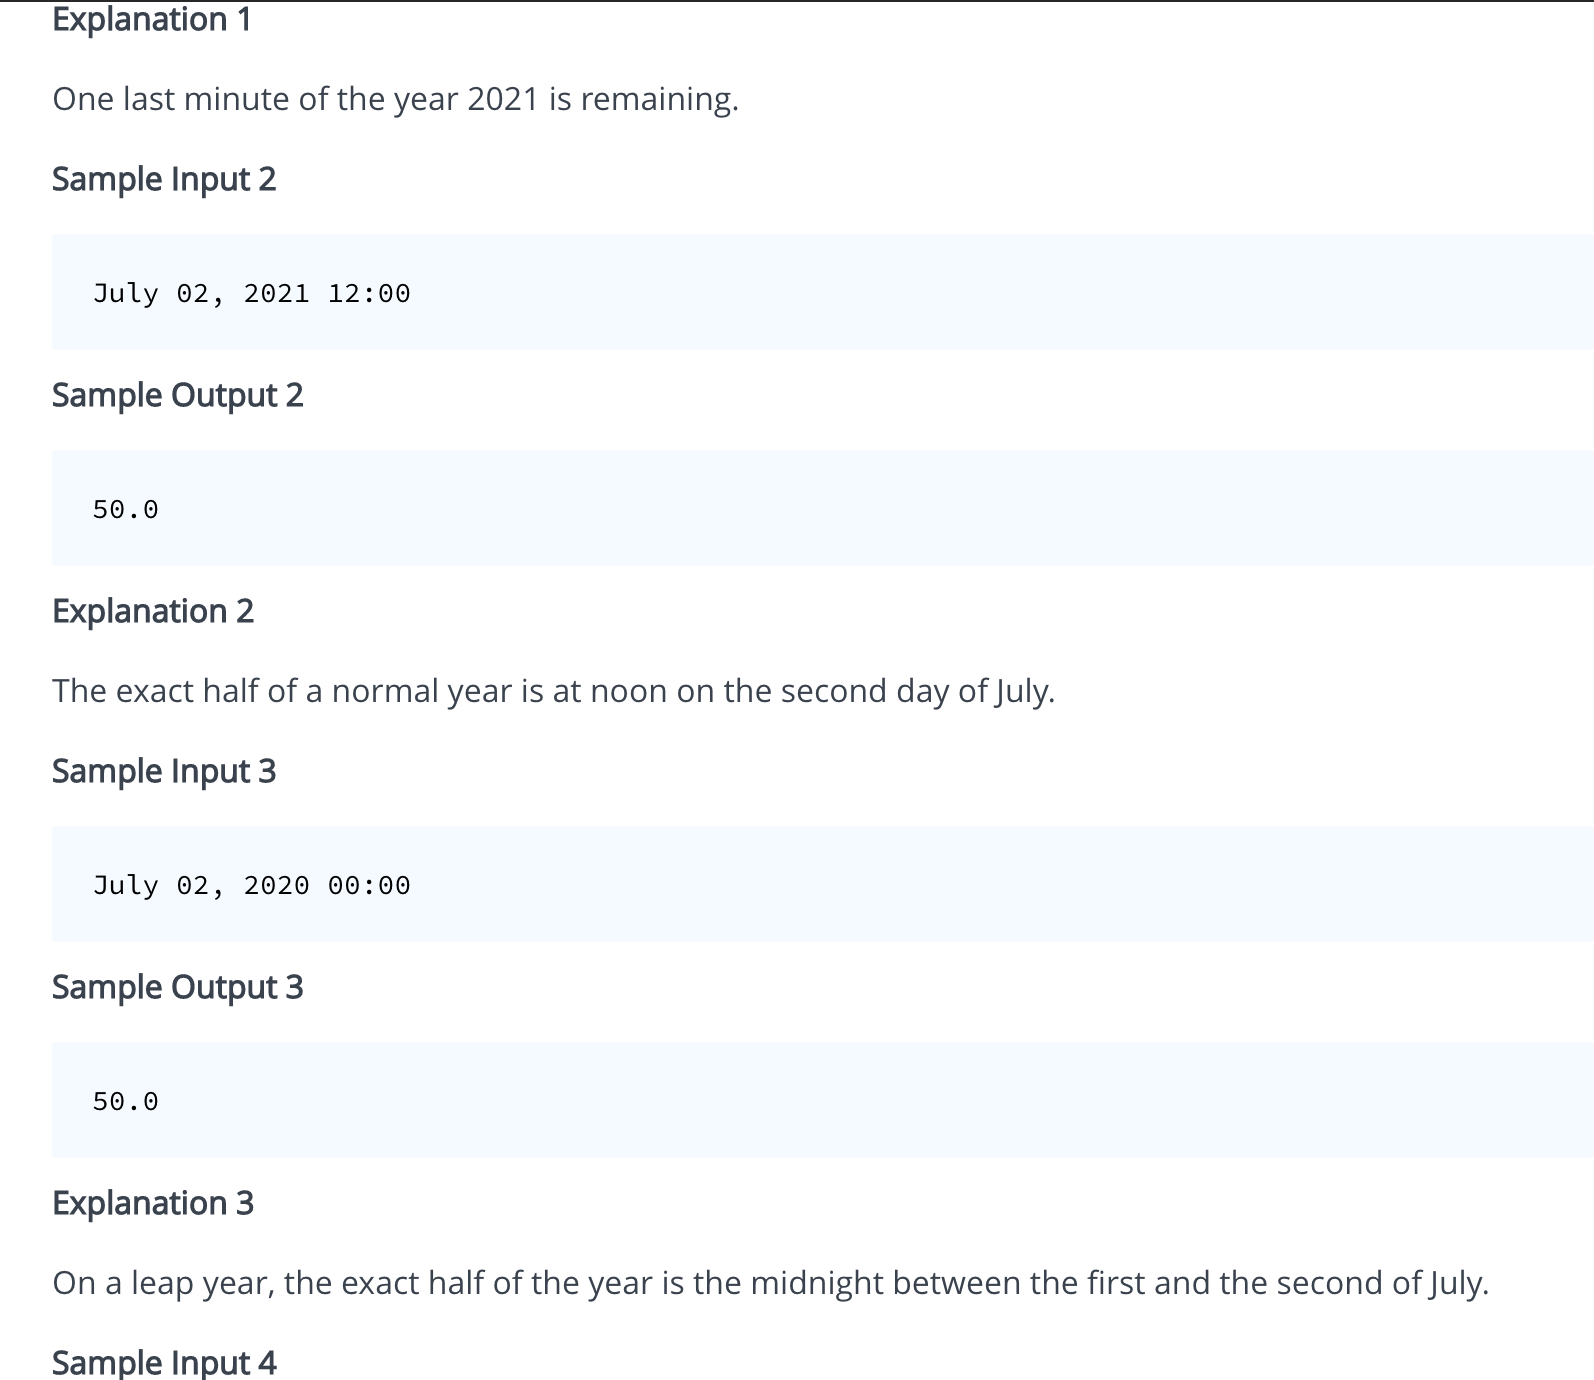 Explanation 1
One last minute of the year 2021 is remaining.
Sample Input 2
July 02, 2021 12:00
Sample Output 2
50.0
Explanation 2
The exact half of a normal year is at noon on the second day of July.
Sample Input 3
July 02, 2020 00:00
Sample Output 3
50.0
Explanation 3
On a leap year, the exact half of the year is the midnight between the first and the second of July.
Sample Input 4